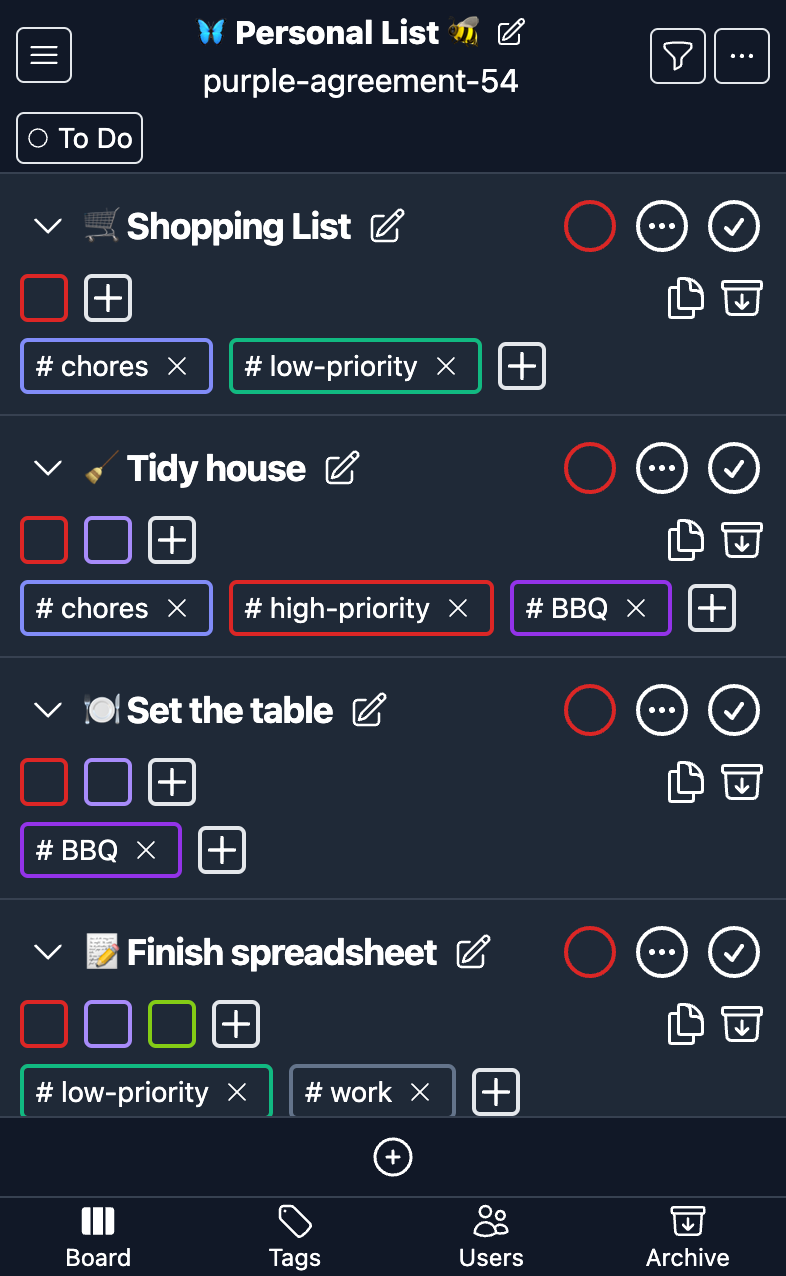 Personal List
purple-agreement-54
To Do
Shopping List
# chores
# low-priority
Tidy house
# chores
# high-priority
# BBQ
Set the table
# BBQ
Finish spreadsheet
# low-priority
# work
Board
Tags
Users
Archive